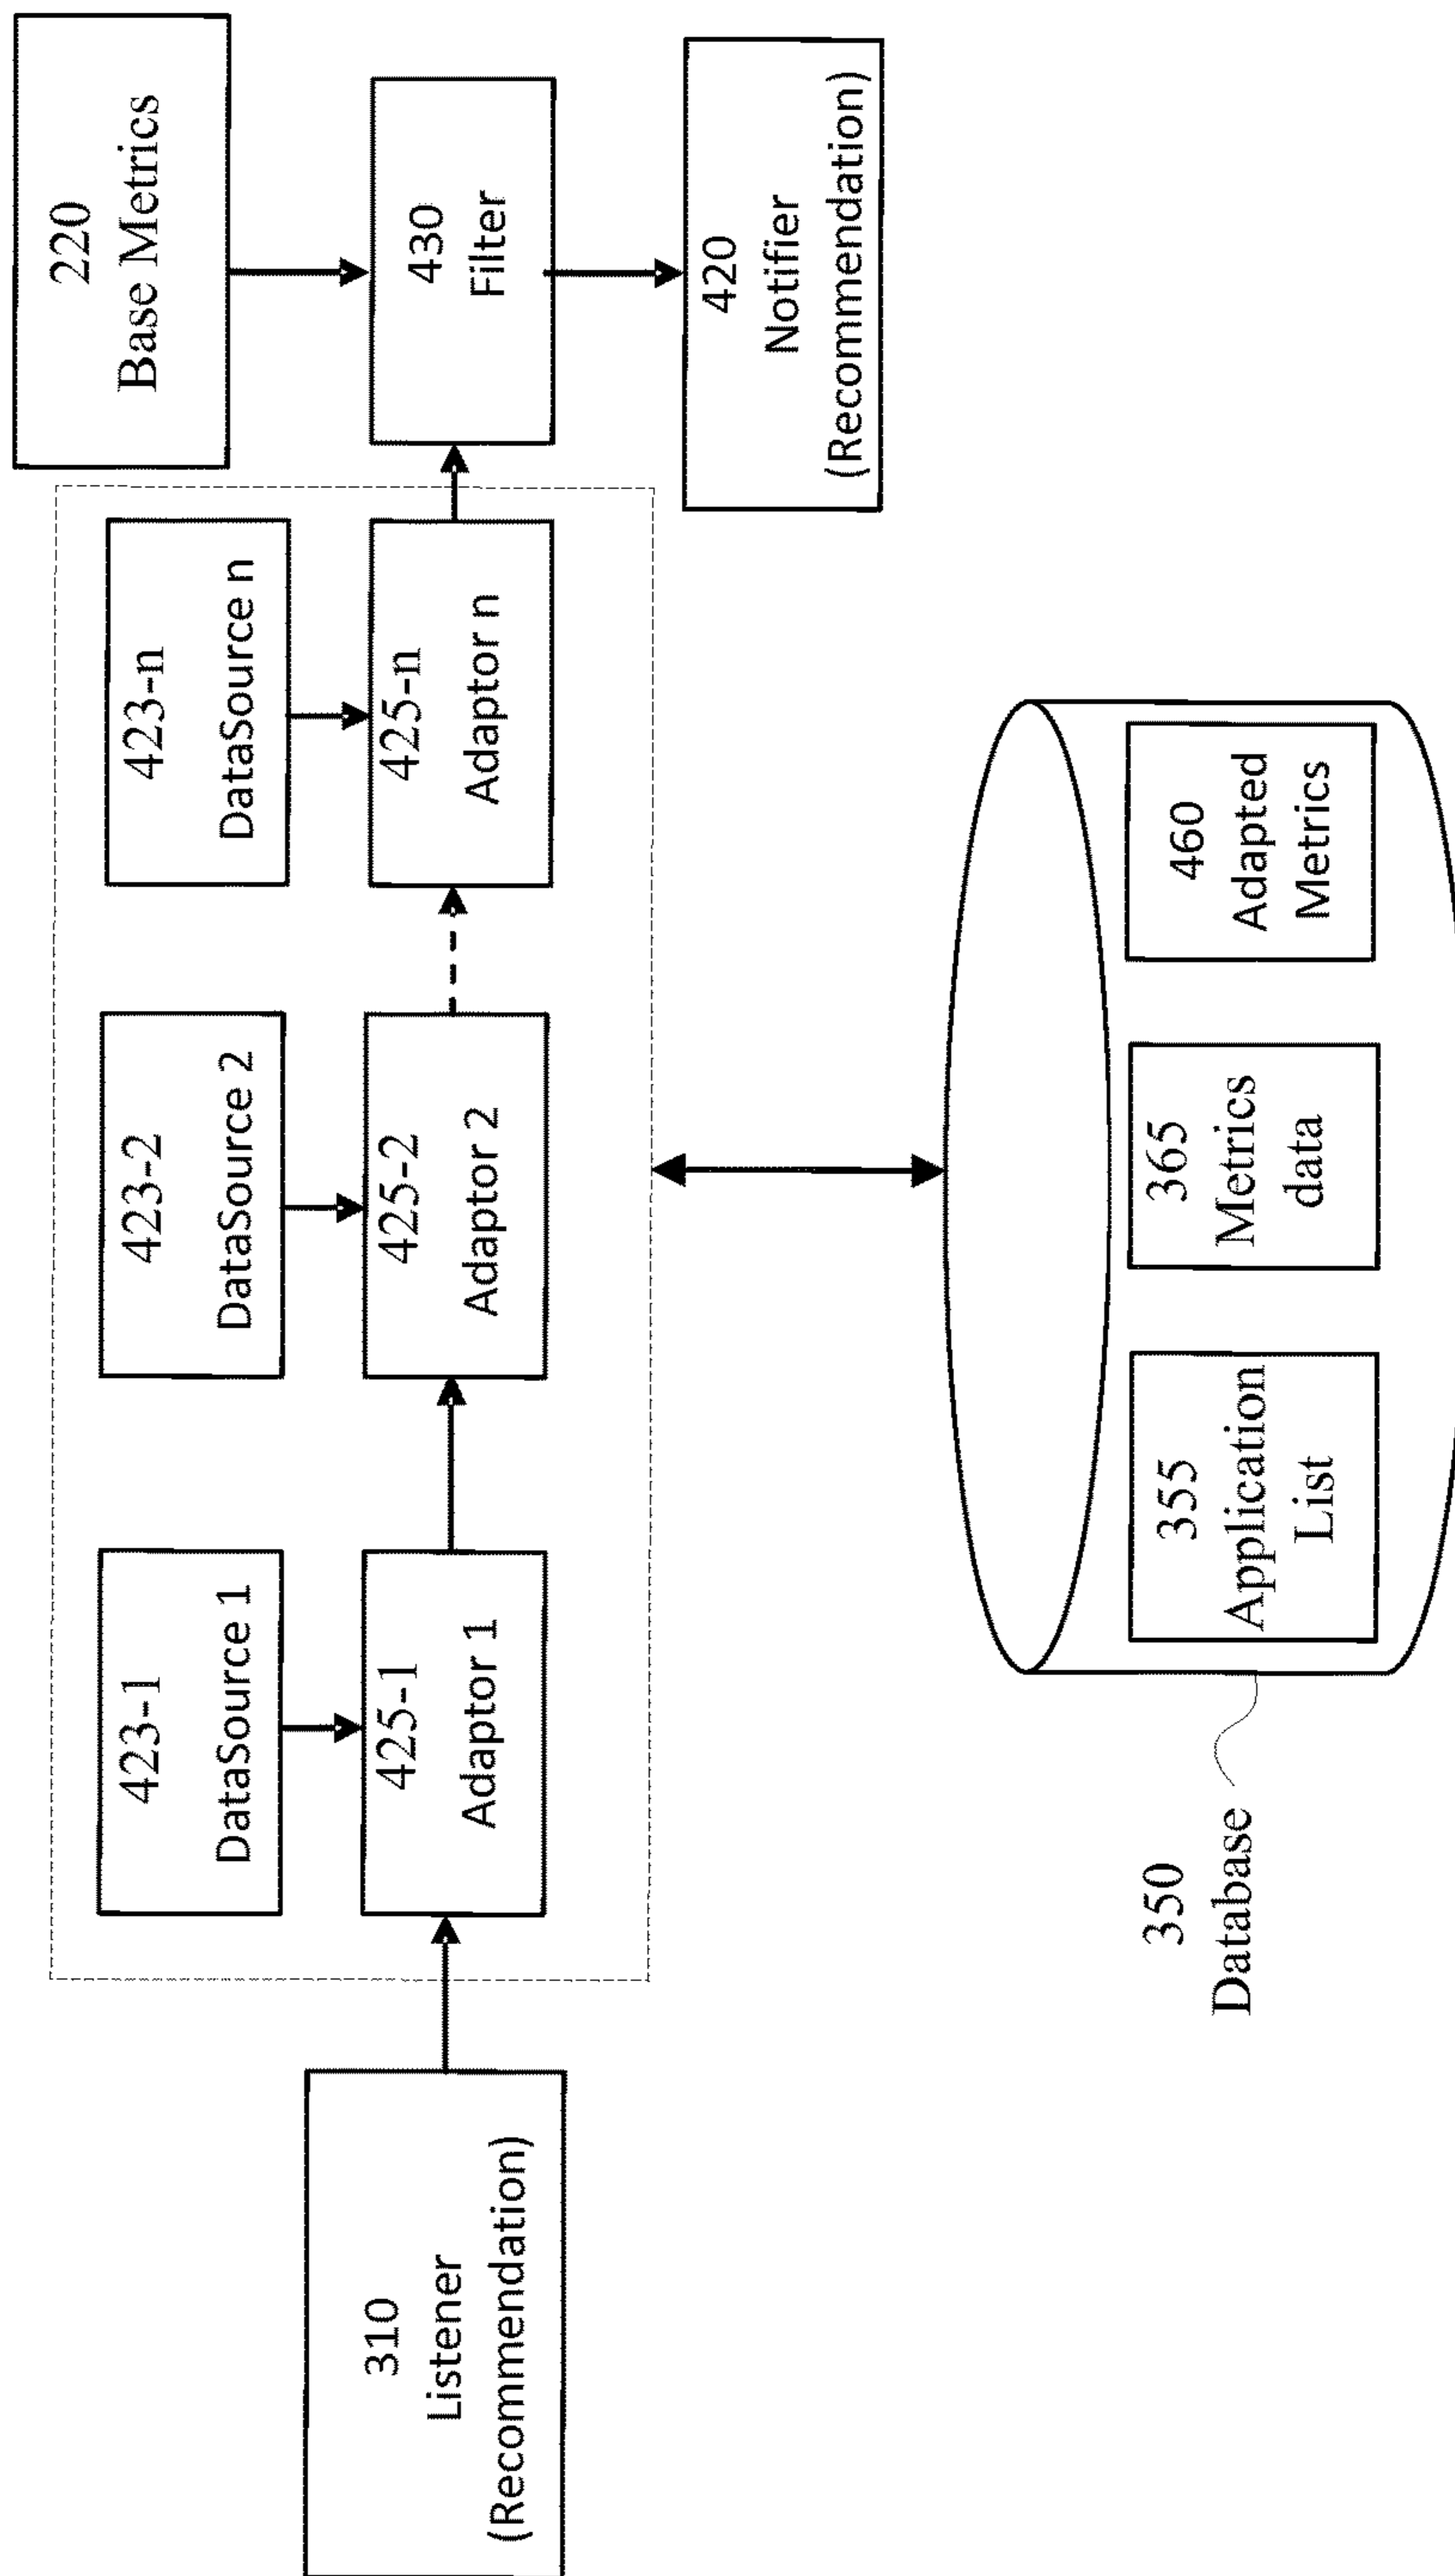 310
Listener
(Recommendation)
423-1
DataSource 1
425-1
Adaptor 1
423-2
DataSource 2
425-2
Adaptor 2
423-n
DataSource n
425-n
Adaptor n
220
Base Metrics
430
Filter
420
Notifier
(Recommendation)
350
Database
355
Application
List
365
Metrics
data
460
Adapted
Metrics